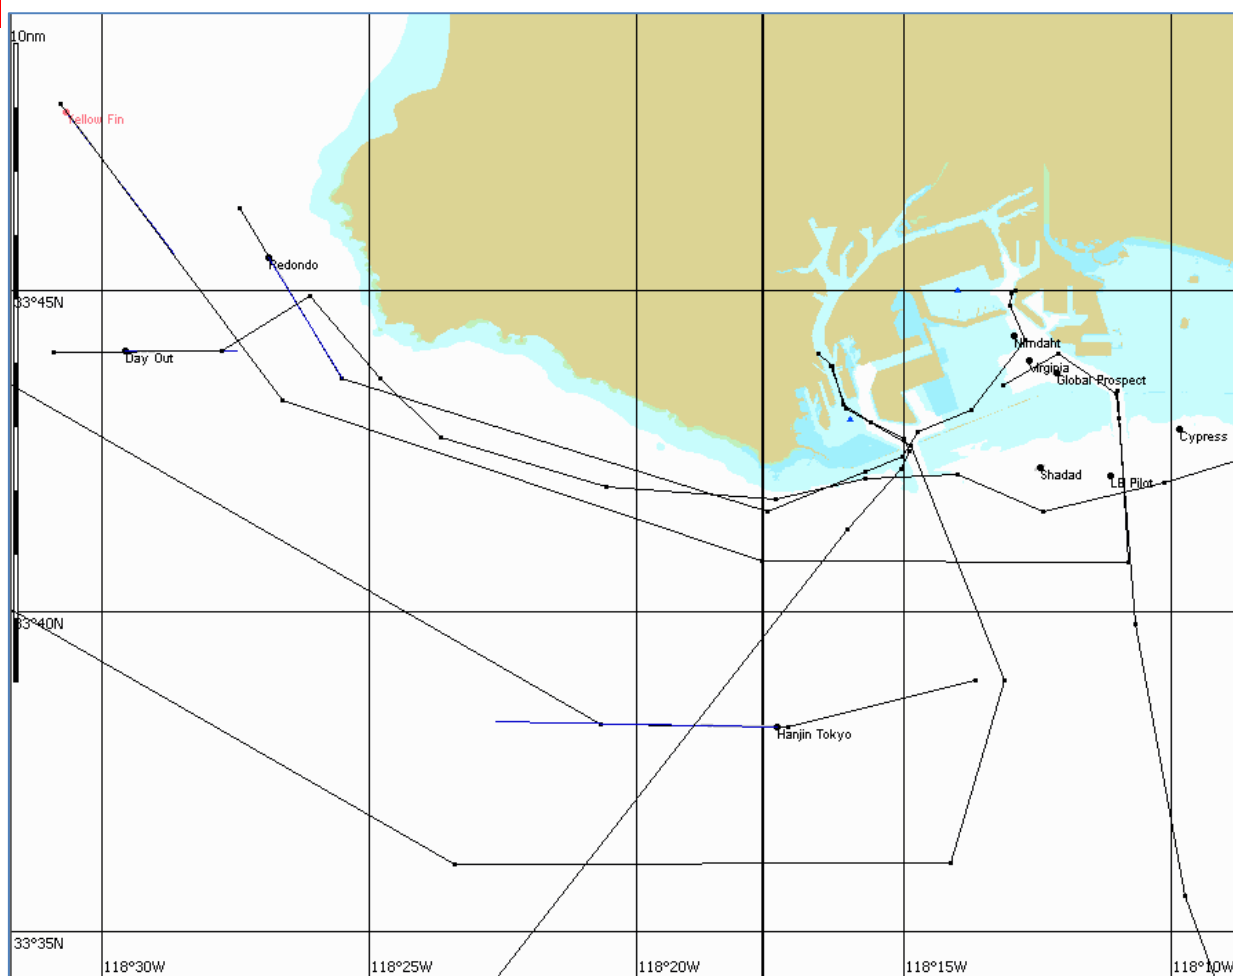 10nm
Yellow Fin
Redondo
33°45N
Day Out
Nimdaht
Virginia
Global Prospect
Cypress
Shadad
LB Pilot
33°40N
Hanjin Tokyo
33°35N
118°30W
118°25W
118°20W
118°15W
118°10W